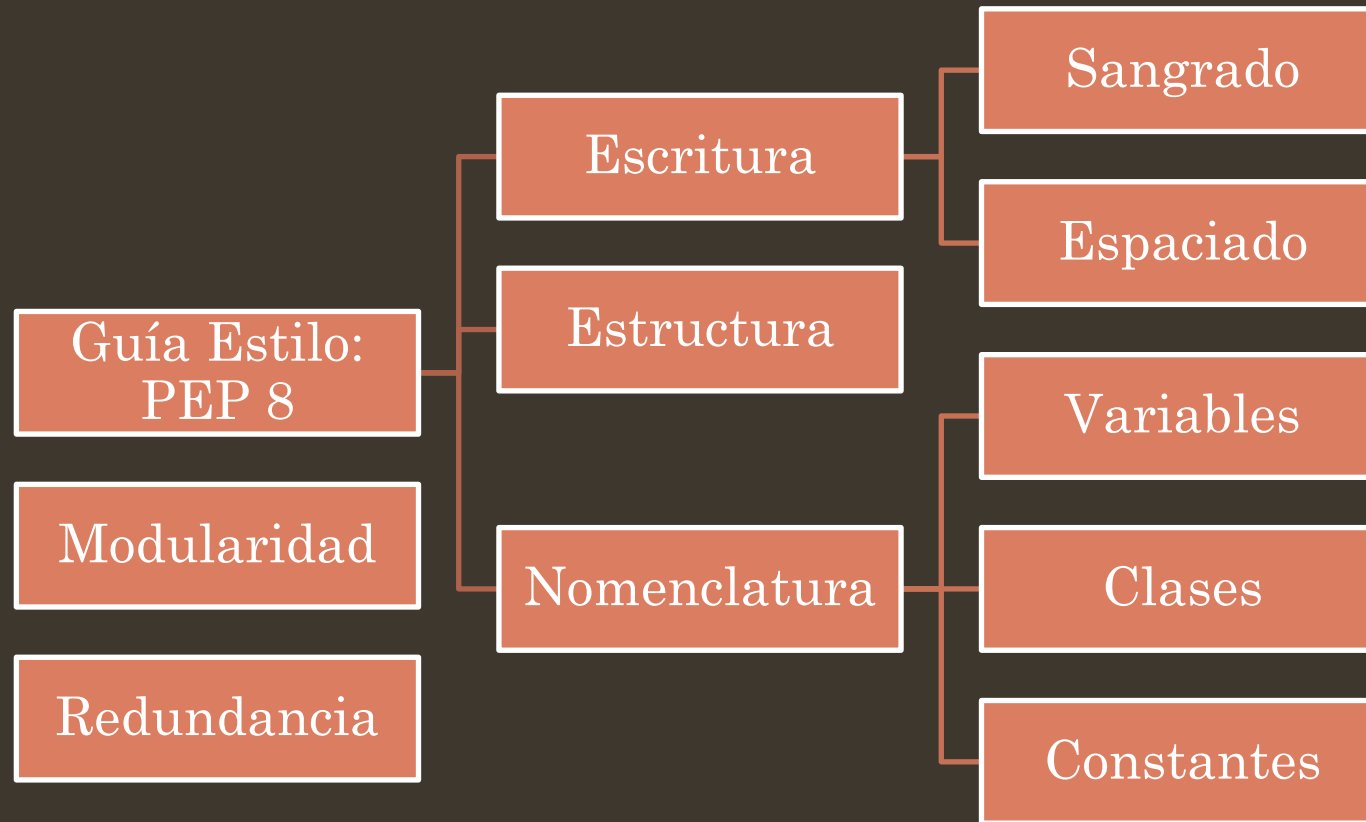 Guía Estilo:
PEP 8
Modularidad
Redundancia
Escritura
Estructura
Nomenclatura
Sangrado
Espaciado
Variables
Clases
Constantes